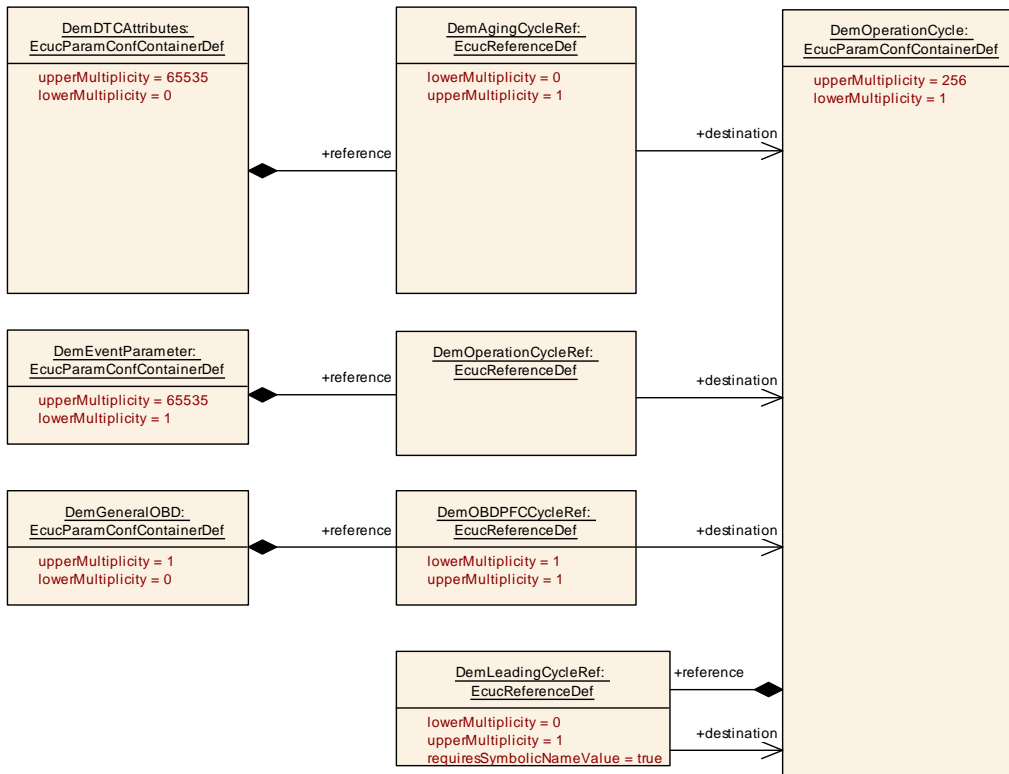 DemDTCAttributes:
EcucParamConfContainerDef
upperMultiplicity = 65535
lowerMultiplicity = 0
+reference
DemAgingCycleRef:
EcucReferenceDef
lowerMultiplicity = 0
upperMultiplicity = 1
+destination
DemOperationCycle:
EcucParamConfContainerDef
upperMultiplicity = 256
lowerMultiplicity = 1
DemEventParameter:
EcucParamConfContainerDef
upperMultiplicity = 65535
lowerMultiplicity = 1
+reference
DemOperationCycleRef:
EcucReferenceDef
+destination
DemGeneralOBD:
EcucParamConfContainerDef
upperMultiplicity = 1
lowerMultiplicity = 0
+reference
DemOBDPFCCycleRef:
EcucReferenceDef
lowerMultiplicity = 1
upperMultiplicity = 1
+destination
DemLeadingCycleRef:
EcucReferenceDef
lowerMultiplicity = 0
upperMultiplicity = 1
requiresSymbolicNameValue = true
+reference
+destination